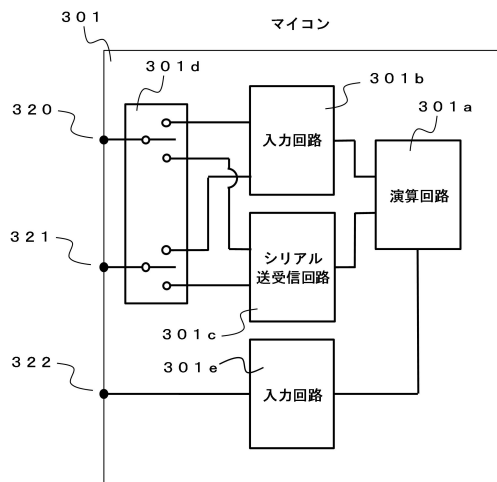 マイコン
301
301d
301b
301a
320
入力回路
演算回路
321
シリアル
送受信回路
301c
322
301e
入力回路